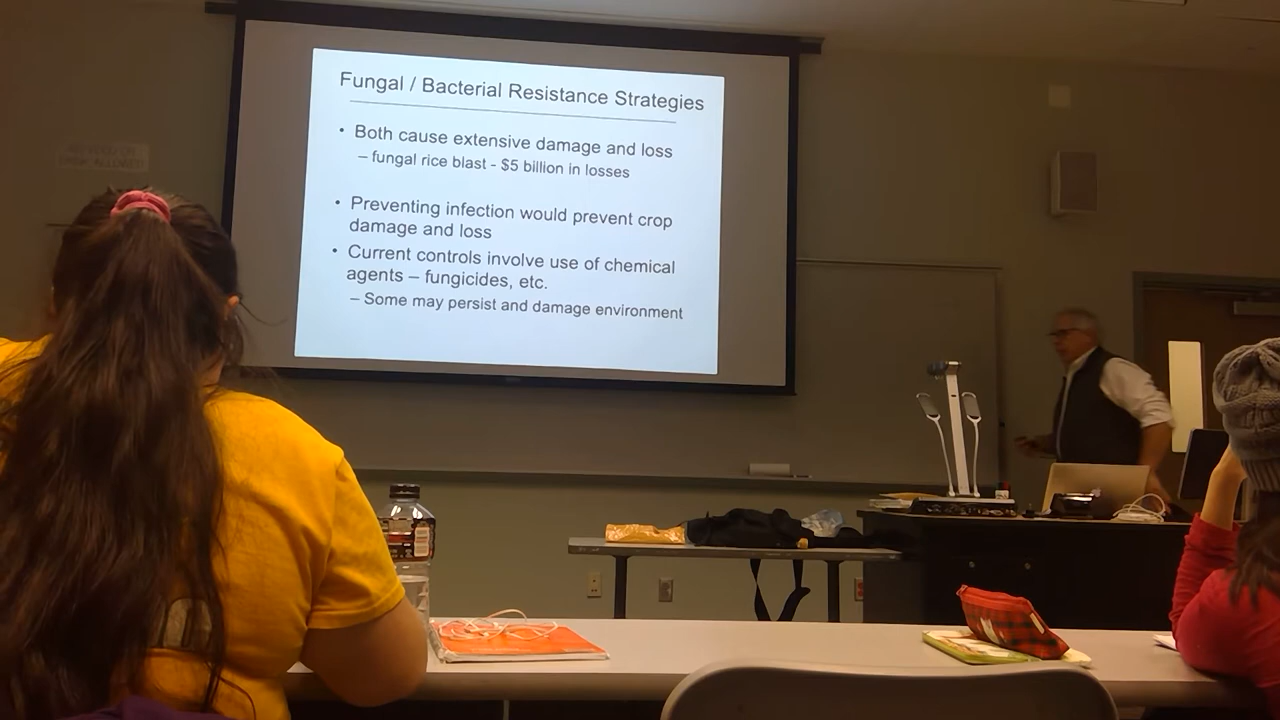 Fungal / Bacterial Resistance Strategies
• Both cause extensive damage and loss
– fungal rice blast - $5 billion in losses
• Preventing infection would prevent crop
damage and loss
• Current controls involve use of chemical
agents – fungicides, etc.
– Some may persist and damage environment